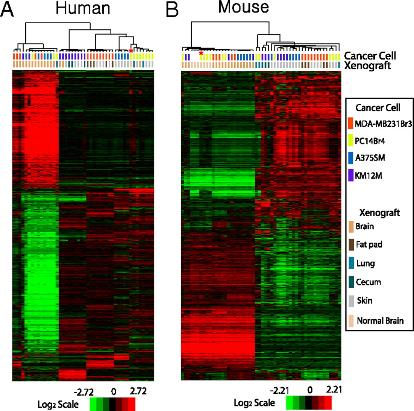 A Human B Mouse
* *
Cancer Cell
Xenograft
Cancer Cell
MDA-MB231Br3
PC14Br4
A375SM
KM12M
Xenograft
Brain
Fat pad
Lung
Cecum
Skin
Normal Brain
-2.72 0 2.72
Log2 Scale
-2.21 0 2.21
Log2 Scale